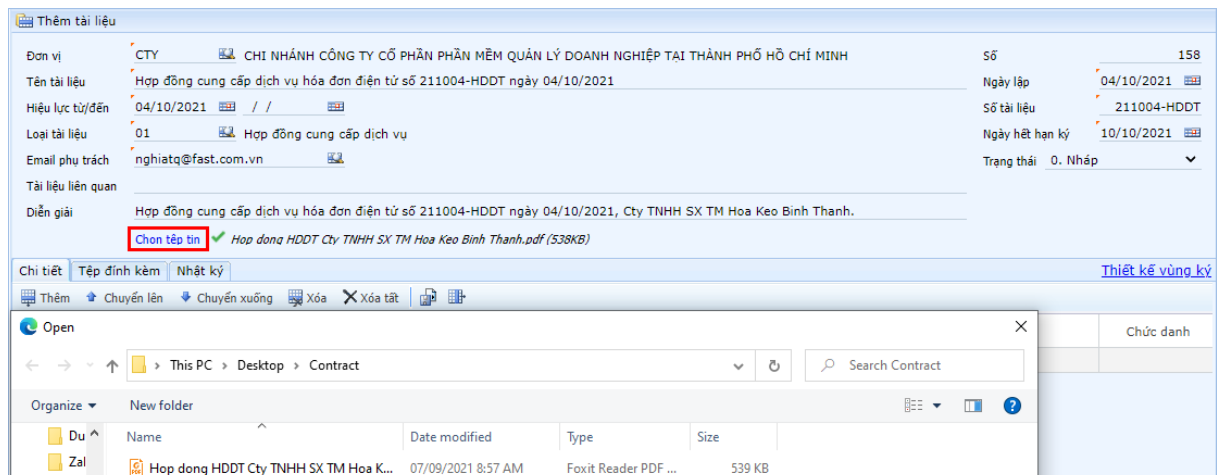 Thêm tài liệu
Đơn vị CTY CHI NHÁNH CÔNG TY CỔ PHẦN PHẦN MỀM QUẢN LÝ DOANH NGHIỆP TẠI THÀNH PHỐ HỒ CHÍ MINH Số 158
Tên tài liệu Hợp đồng cung cấp dịch vụ hóa đơn điện tử số 211004-HDDT ngày 04/10/2021 Ngày lập 04/10/2021
Hiệu lực từ/đến 04/10/2021 / / Số tài liệu 211004-HDDT
Loại tài liệu 01 Hợp đồng cung cấp dịch vụ Ngày hết hạn ký 10/10/2021
Email phụ trách nghiatq@fast.com.vn Trạng thái 0. Nháp
Tài liệu liên quan
Diễn giải Hợp đồng cung cấp dịch vụ hóa đơn điện tử số 211004-HDDT ngày 04/10/2021, Cty TNHH SX TM Hoa Keo Binh Thanh.
Chọn tệp tin Hop dong HDDT Cty TNHH SX TM Hoa Keo Binh Thanh.pdf (538KB)
Chi tiết Tệp đính kèm Nhật ký Thiết kế vùng ký
Thêm Chuyển lên Chuyển xuống Xóa Xóa tất
Open Chức danh
This PC > Desktop > Contract Search Contract
Organize New folder
Du Name Date modified Type Size
Zal Hop dong HDDT Cty TNHH SX TM Hoa K... 07/09/2021 8:57 AM Foxit Reader PDF ... 539 KB